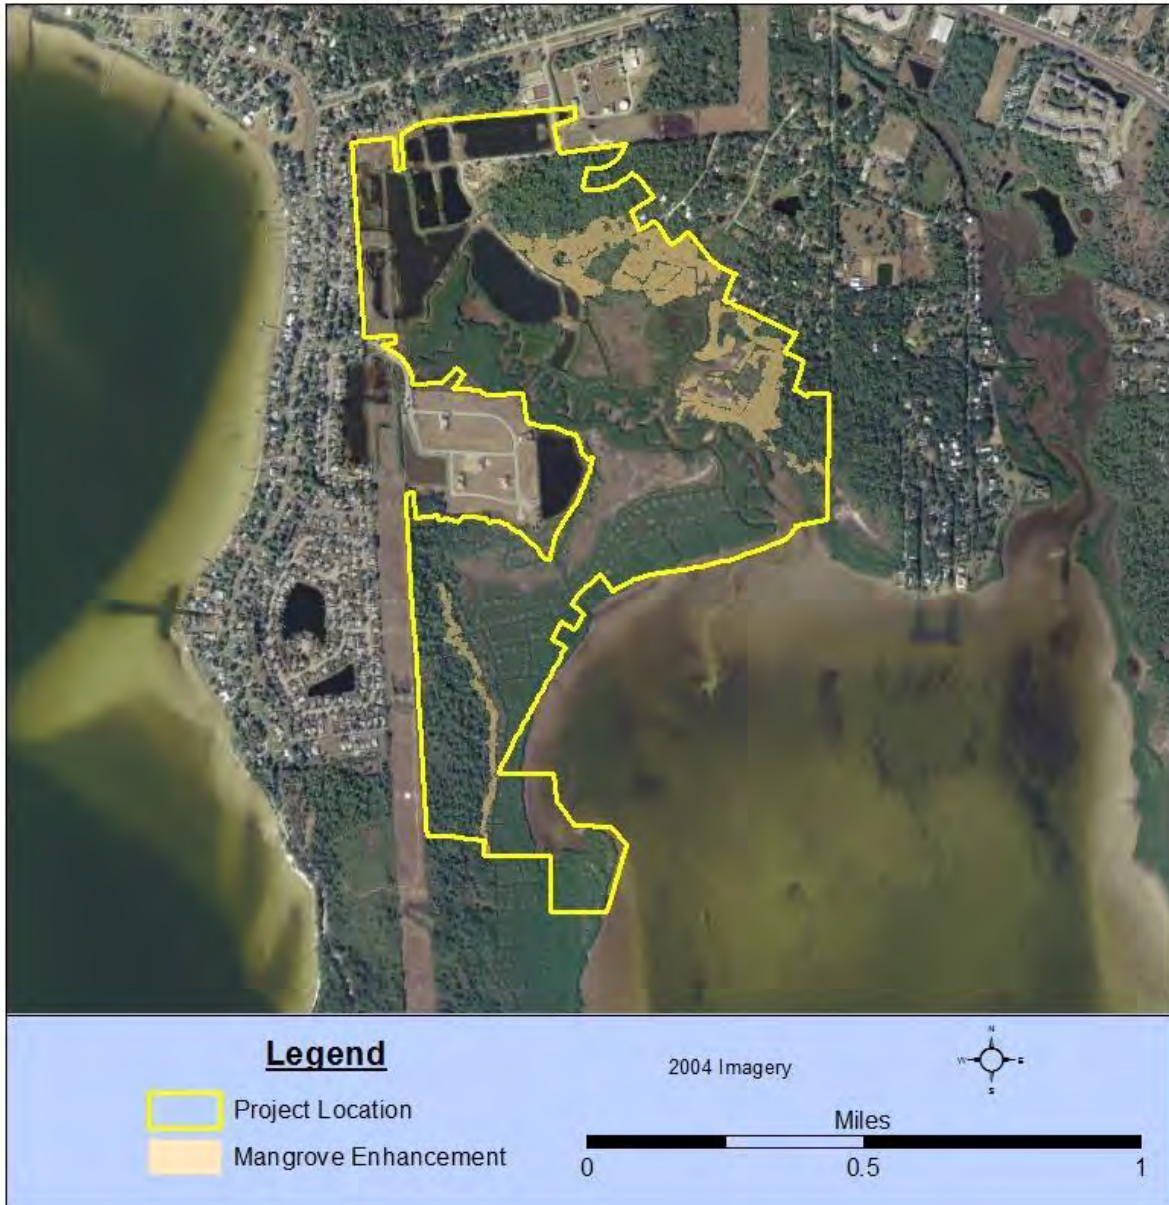 Legend
Project Location
Mangrove Enhancement
2004 Imagery
N
W E
S
Miles
0 0.5 1